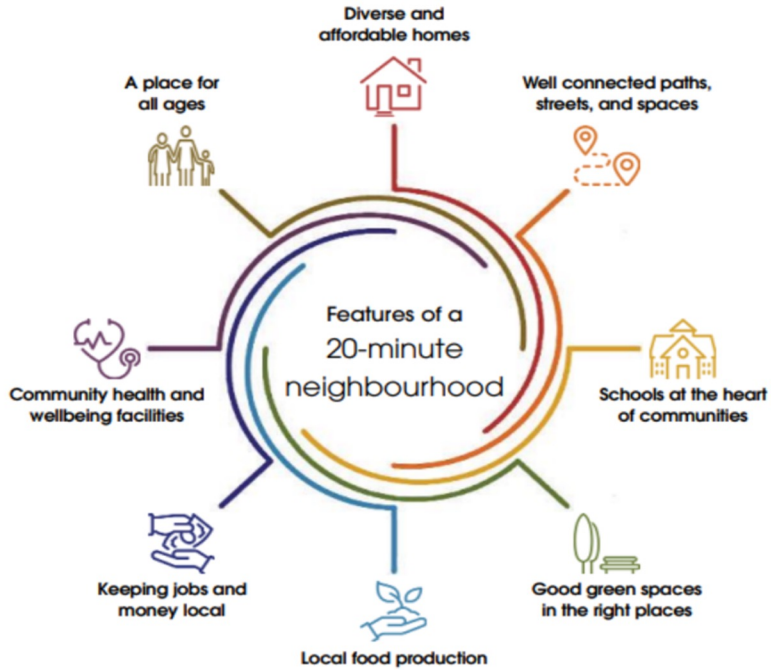 Diverse and
affordable homes
A place for
all ages
Well connected paths,
streets, and spaces
Features of a
20-minute
neighbourhood
Community health and
wellbeing facilities
Schools at the heart
of communities
Keeping jobs and
money local
Good green spaces
in the right places
Local food production